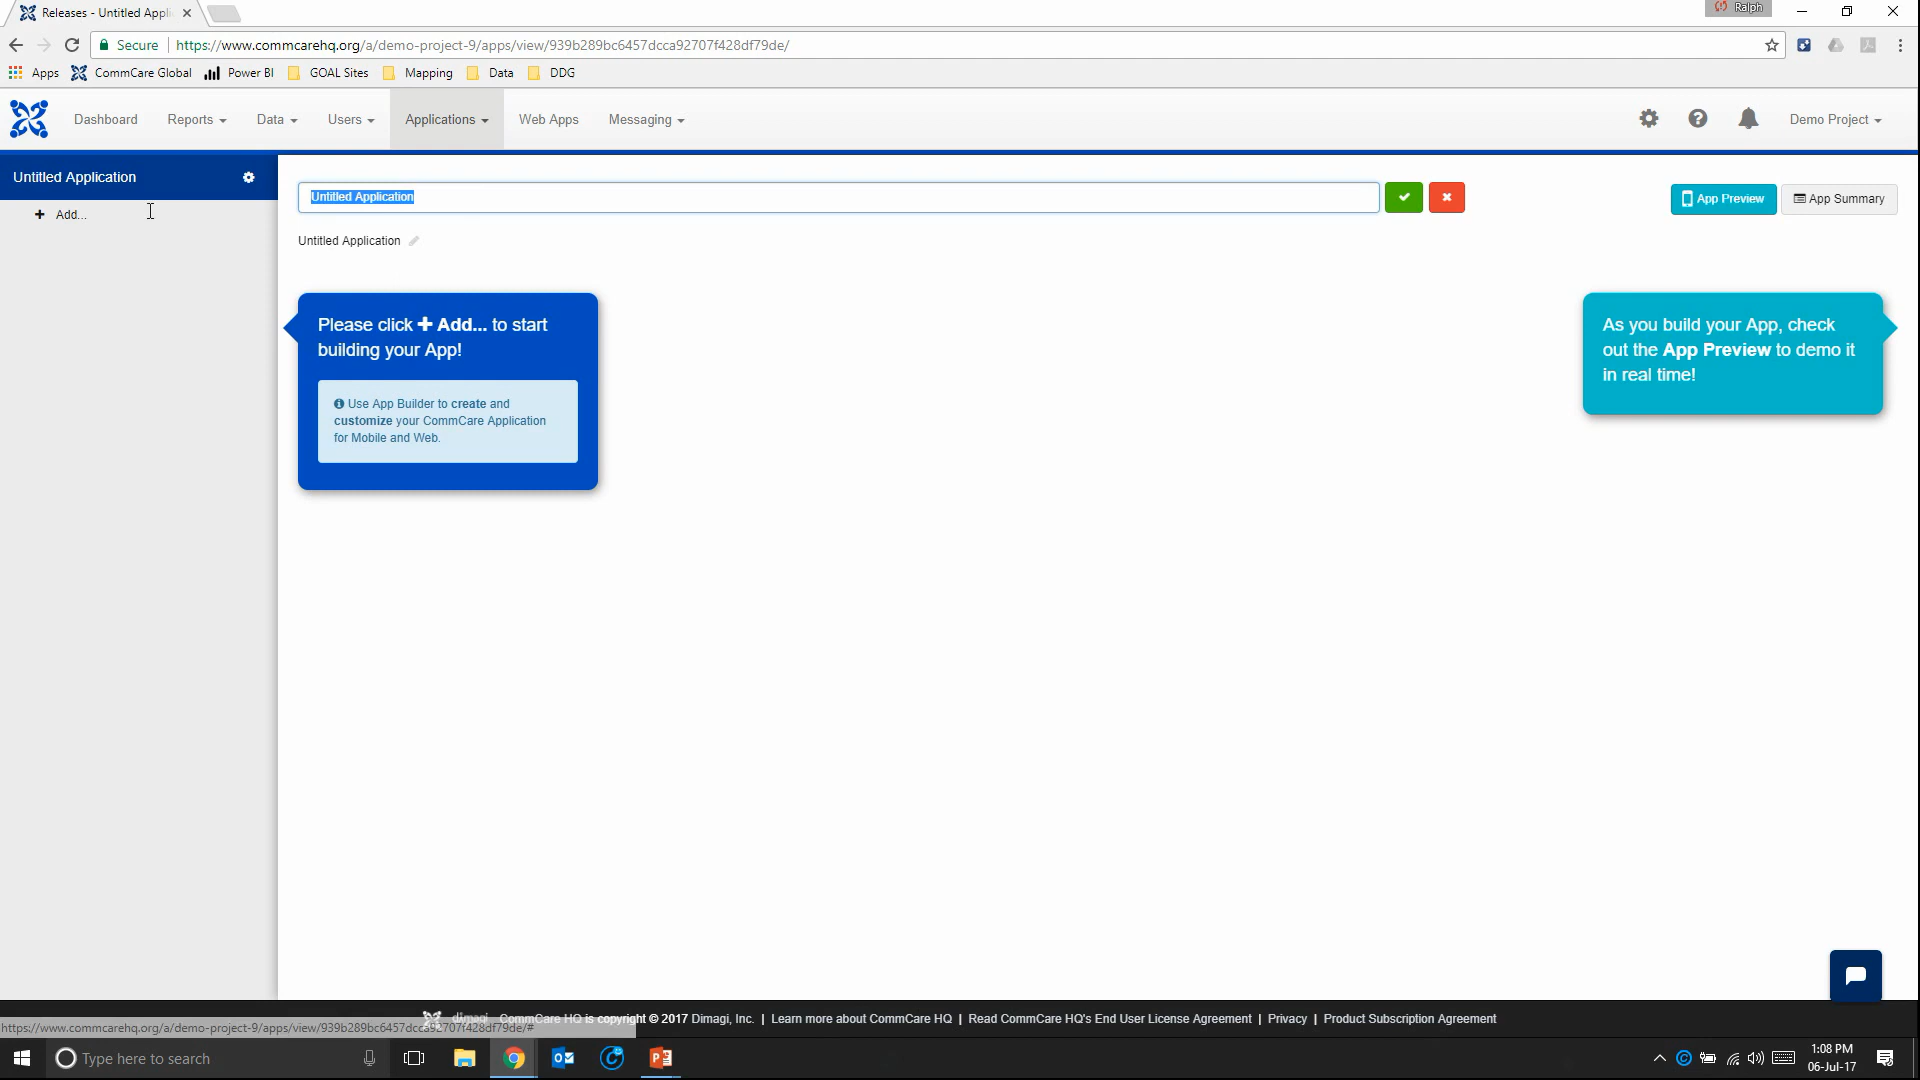 Releases - Untitled Appli
Ralph
Secure
https://www.commcarehq.org/a/demo-project-9/apps/view/939b289bc6457dcca92707f428df79de/
Apps
CommCare Global
Power BI
GOAL Sites
Mapping
Data
DDG
Dashboard
Reports
Data
Users
Applications
Web Apps
Messaging
Demo Project
Untitled Application
Add...
Untitled Application
App Preview
App Summary
Untitled Application
Please click + Add... to start
building your App!
Use App Builder to create and
customize your CommCare Application
for Mobile and Web.
As you build your App, check
out the App Preview to demo it
in real time!
dimagi CommCare HQ is copyright © 2017 Dimagi, Inc. | Learn more about CommCare HQ | Read CommCare HQ's End User License Agreement | Privacy | Product Subscription Agreement
https://www.commcarehq.org/a/demo-project-9/apps/view/939b289bc6457dcca92707f428df79de/#
Type here to search
1:08 PM
06-Jul-17